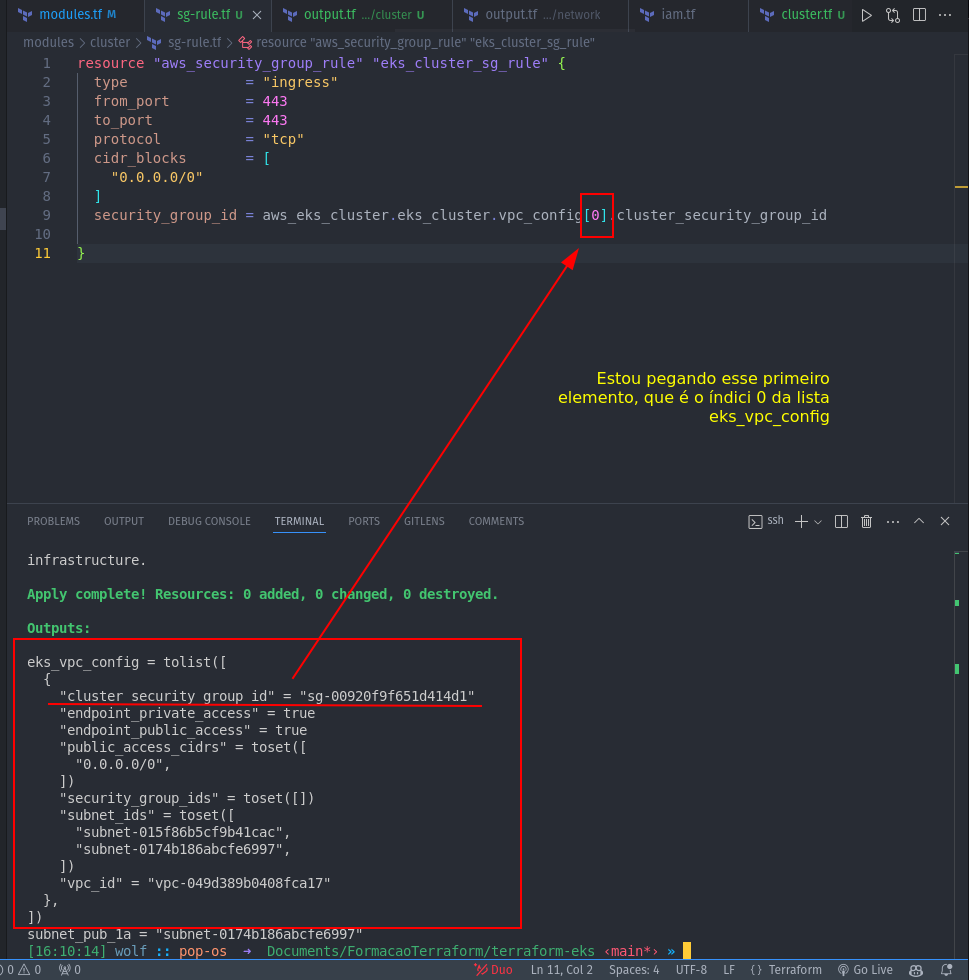 modules.tf M
sg-rule.tf U
output.tf .../cluster U
output.tf .../network
iam.tf
cluster.tf U
modules > cluster > sg-rule.tf > resource "aws_security_group_rule" "eks_cluster_sg_rule"
1 resource "aws_security_group_rule" "eks_cluster_sg_rule" {
2 type = "ingress"
3 from_port = 443
4 to_port = 443
5 protocol = "tcp"
6 cidr_blocks = [
7 "0.0.0.0/0"
8 ]
9 security_group_id = aws_eks_cluster.eks_cluster.vpc_config[0].cluster_security_group_id
10
11 }
Estou pegando esse primeiro
elemento, que é o índici 0 da lista
eks_vpc_config
PROBLEMS OUTPUT DEBUG CONSOLE TERMINAL PORTS GITLENS COMMENTS
ssh
infrastructure.
Apply complete! Resources: 0 added, 0 changed, 0 destroyed.
Outputs:
eks_vpc_config = tolist([
{
"cluster_security_group_id" = "sg-00920f9f651d414d1"
"endpoint_private_access" = true
"endpoint_public_access" = true
"public_access_cidrs" = toset([
"0.0.0.0/0",
])
"security_group_ids" = toset([])
"subnet_ids" = toset([
"subnet-015f86b5cf9b41cac",
"subnet-0174b186abcfe6997",
])
"vpc_id" = "vpc-049d389b0408fca17"
},
])
subnet_pub_1a = "subnet-0174b186abcfe6997"
[16:10:14] wolf :: pop-os → Documents/FormacaoTerraform/terraform-eks ‹main*› »
0 0 0 Duo Ln 11, Col 2 Spaces: 4 UTF-8 LF {} Terraform Go Live